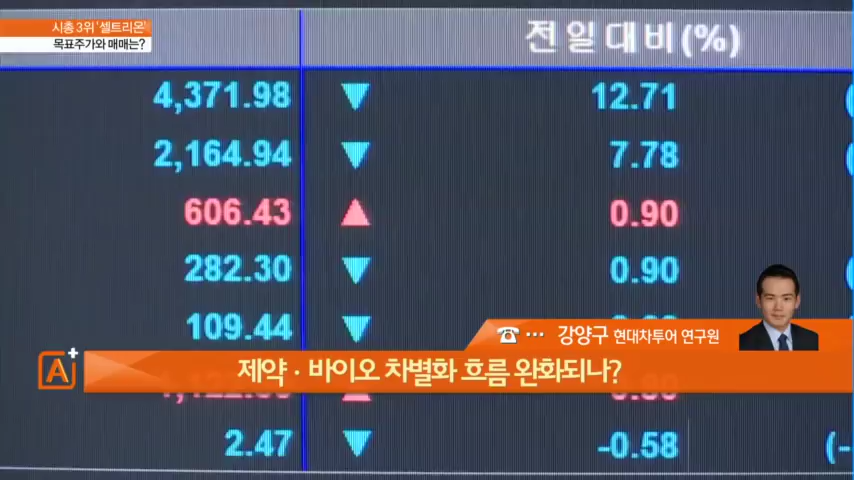 시총 3위 '셀트리온'
목표주가와 매매는?
전일대비(%)
4,371.98 ▼ 12.71
2,164.94 ▼ 7.78
606.43 ▲ 0.90
282.30 ▼ 0.90
109.44 ▼
☎ ··· 강양구 현대차투어 연구원
A+ 제약·바이오 차별화 흐름 완화되나?
2.47 ▼ -0.58 (-